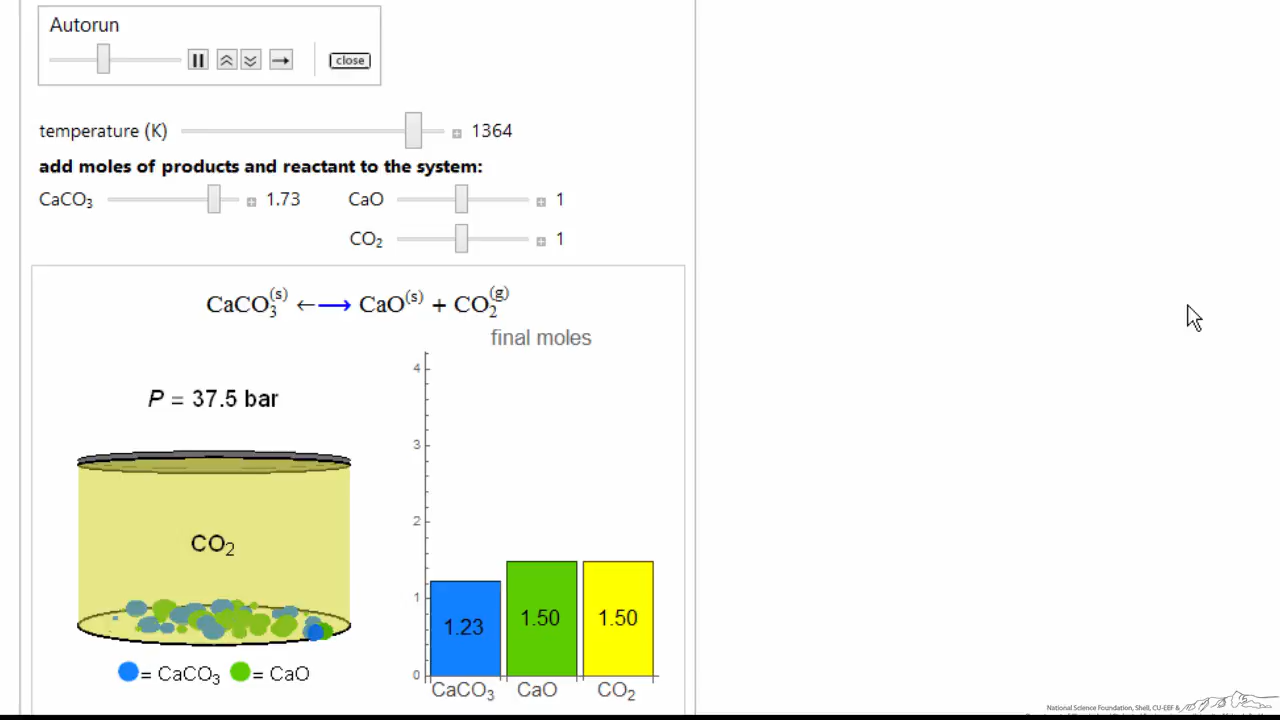 Autorun
close
temperature (K) 1364
add moles of products and reactant to the system:
CaCO₃ 1.73 CaO 1
CO₂ 1
CaCO₃(s) ←⟶ CaO(s) + CO₂(g)
final moles
P = 37.5 bar
4
3
2
1
0
CO₂
1.23 1.50 1.50
= CaCO₃ = CaO
CaCO₃ CaO CO₂
National Science Foundation, Shell, CU-EEF &